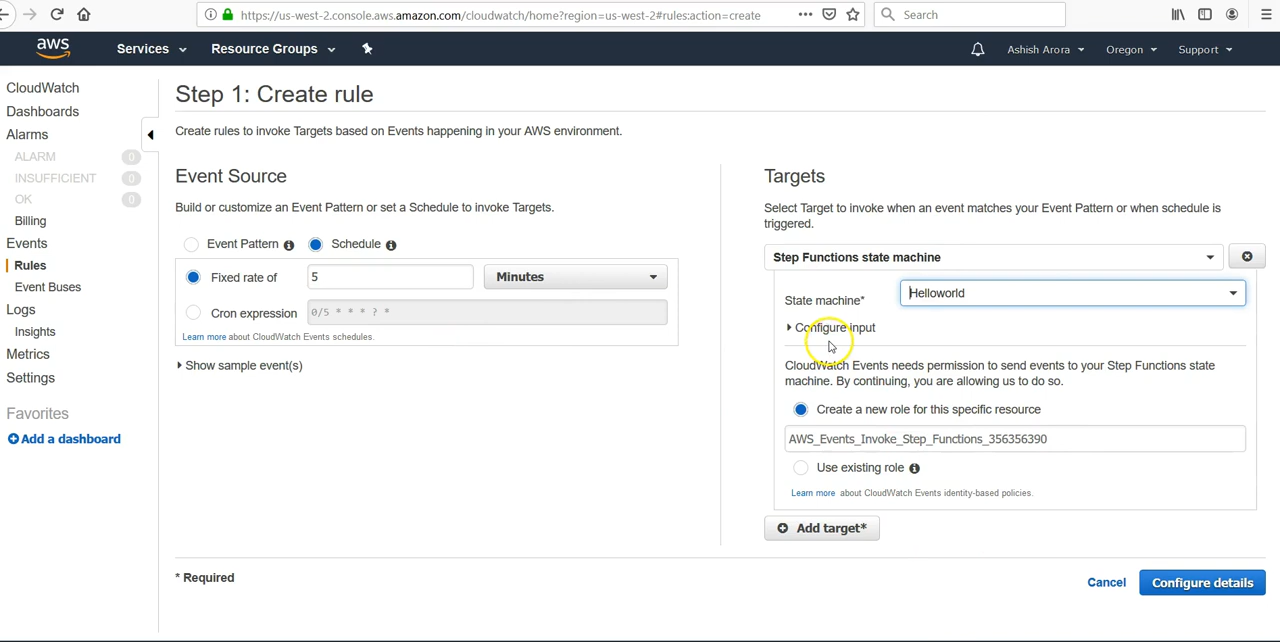 https://us-west-2.console.aws.amazon.com/cloudwatch/home?region=us-west-2#rules:action=create
Search
aws
Services
Resource Groups
Ashish Arora
Oregon
Support
CloudWatch
Dashboards
Alarms
ALARM 0
INSUFFICIENT 0
OK 0
Billing
Events
Rules
Event Buses
Logs
Insights
Metrics
Settings
Favorites
Add a dashboard
Step 1: Create rule
Create rules to invoke Targets based on Events happening in your AWS environment.
Event Source
Build or customize an Event Pattern or set a Schedule to invoke Targets.
Event Pattern Schedule
Fixed rate of 5 Minutes
Cron expression 0/5 * * * ? *
Learn more about CloudWatch Events schedules.
Show sample event(s)
Targets
Select Target to invoke when an event matches your Event Pattern or when schedule is
triggered.
Step Functions state machine
State machine* Helloworld
Configure input
CloudWatch Events needs permission to send events to your Step Functions state
machine. By continuing, you are allowing us to do so.
Create a new role for this specific resource
AWS_Events_Invoke_Step_Functions_356356390
Use existing role
Learn more about CloudWatch Events identity-based policies.
Add target*
* Required
Cancel
Configure details